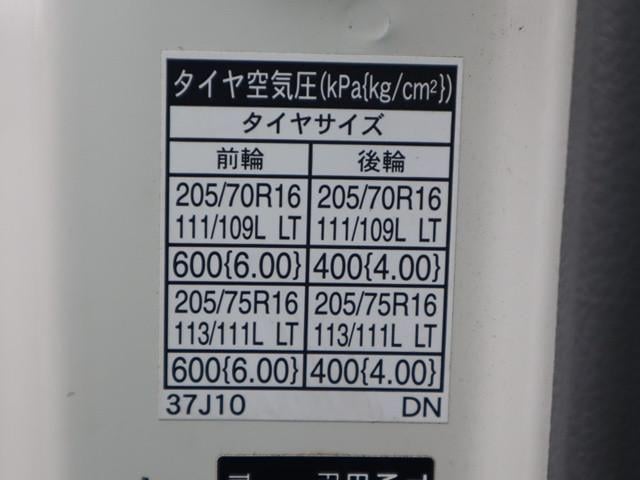 タイヤ空気圧(kPa{kg/cm²})
タイヤサイズ
前輪 後輪
205/70R16 205/70R16
111/109L LT 111/109L LT
600{6.00} 400{4.00}
205/75R16 205/75R16
113/111L LT 113/111L LT
600{6.00} 400{4.00}
37J10 DN